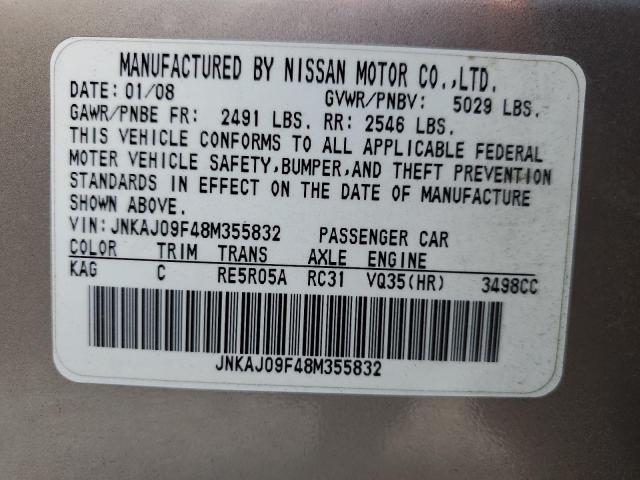 MANUFACTURED BY NISSAN MOTOR CO.,LTD.
DATE: 01/08 GVWR/PNBV: 5029 LBS.
GAWR/PNBE FR: 2491 LBS. RR: 2546 LBS.
THIS VEHICLE CONFORMS TO ALL APPLICABLE FEDERAL
MOTER VEHICLE SAFETY,BUMPER,AND THEFT PREVENTION
STANDARDS IN EFFECT ON THE DATE OF MANUFACTURE
SHOWN ABOVE.
VIN: JNKAJ09F48M355832 PASSENGER CAR
COLOR TRIM TRANS AXLE ENGINE
KAG C RE5R05A RC31 VQ35(HR) 3498CC
JNKAJ09F48M355832